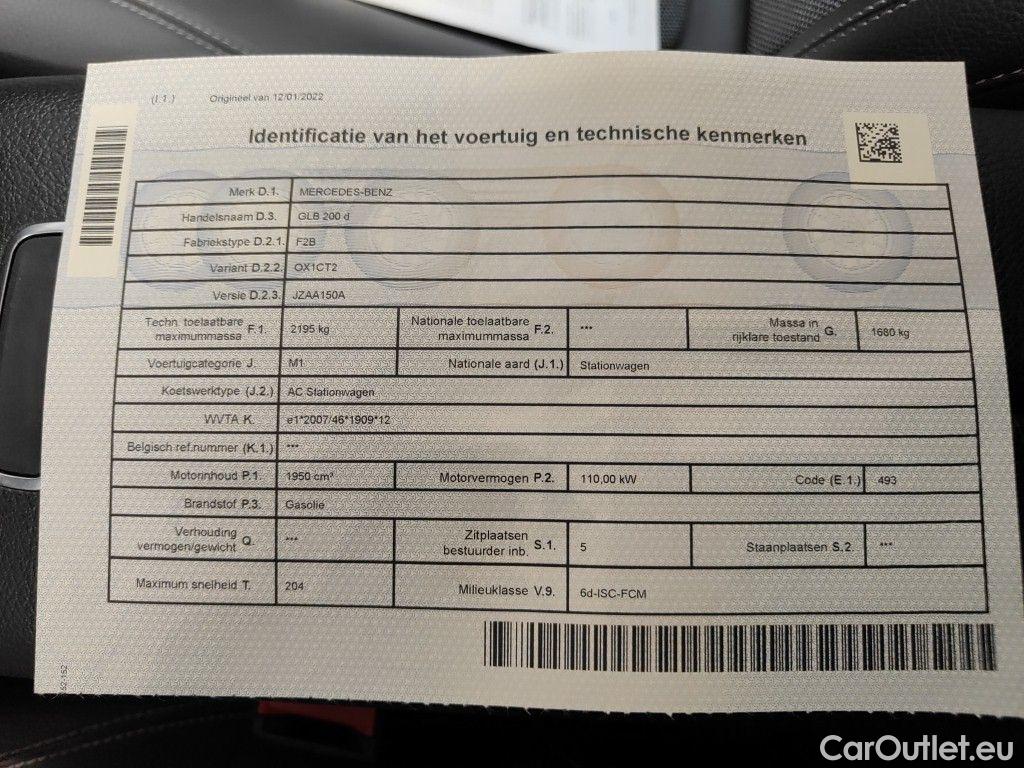 (I.1.) Origineel van 12/01/2022
Identificatie van het voertuig en technische kenmerken
Merk D.1. MERCEDES-BENZ
Handelsnaam D.3. GLB 200 d
Fabriekstype D.2.1. F2B
Variant D.2.2. OX1CT2
Versie D.2.3. JZAA150A
Techn. toelaatbare maximummassa F.1. 2195 kg Nationale toelaatbare maximummassa F.2. *** Massa in rijklare toestand G. 1680 kg
Voertuigcategorie J. M1 Nationale aard (J.1.) Stationwagen
Koetswerktype (J.2.) AC Stationwagen
WVTA K. e1*2007/46*1909*12
Belgisch ref.nummer (K.1.) ***
Motorinhoud P.1. 1950 cm³ Motorvermogen P.2. 110,00 kW Code (E.1.) 493
Brandstof P.3. Gasolie
Verhouding vermogen/gewicht Q. *** Zitplaatsen bestuurder inb. S.1. 5 Staanplaatsen S.2. ***
Maximum snelheid T. 204 Milieuklasse V.9. 6d-ISC-FCM
CarOutlet.eu